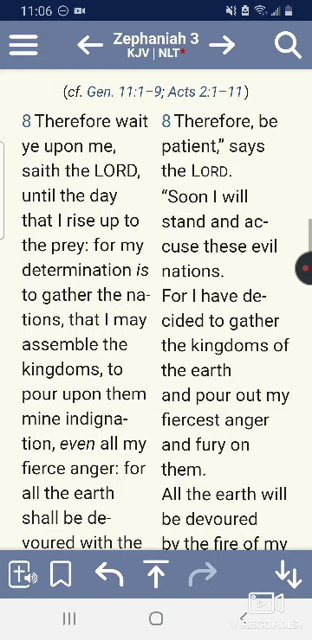 11:06
Zephaniah 3
KJV | NLT*
(cf. Gen. 11:1–9; Acts 2:1–11)
8 Therefore wait
ye upon me,
saith the LORD,
until the day
that I rise up to
the prey: for my
determination is
to gather the na-
tions, that I may
assemble the
kingdoms, to
pour upon them
mine indigna-
tion, even all my
fierce anger: for
all the earth
shall be de-
voured with the
8 Therefore, be
patient,” says
the LORD.
“Soon I will
stand and ac-
cuse these evil
nations.
For I have de-
cided to gather
the kingdoms of
the earth
and pour out my
fiercest anger
and fury on
them.
All the earth will
be devoured
by the fire of my
V RECORDER